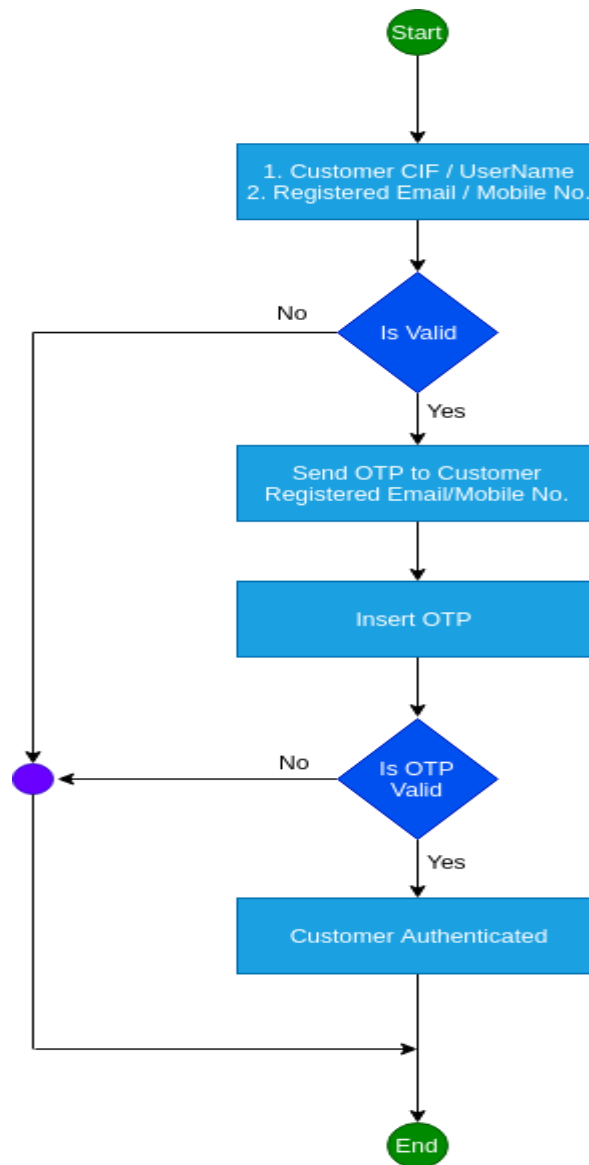 Start
1. Customer CIF / UserName
2. Registered Email / Mobile No.
No
Is Valid
Yes
Send OTP to Customer
Registered Email/Mobile No.
Insert OTP
No
Is OTP
Valid
Yes
Customer Authenticated
End